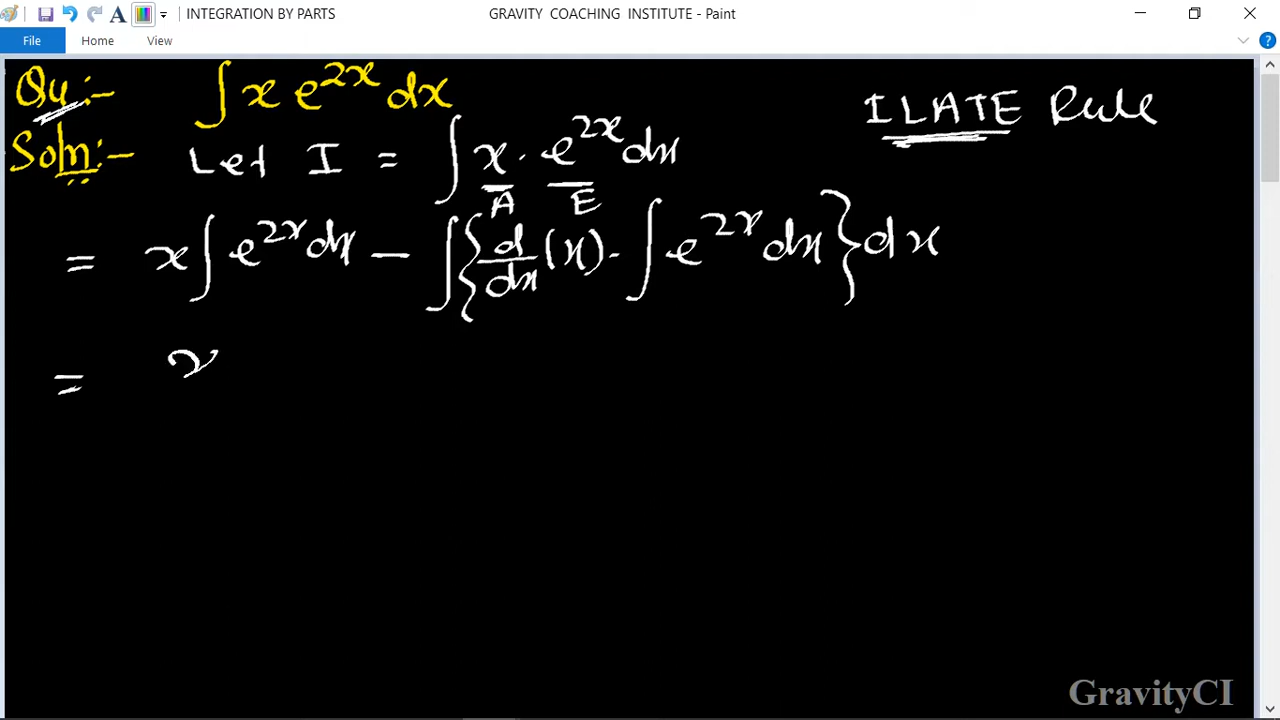 INTEGRATION BY PARTS GRAVITY COACHING INSTITUTE - Paint
File Home View
Qu:- ∫ x e^{2x} dx
ILATE Rule
Soln:- Let I = ∫ x · e^{2x} dx
A E
= x ∫ e^{2x} dx - ∫ { d/dx (x) · ∫ e^{2x} dx } dx
= x
GravityCI